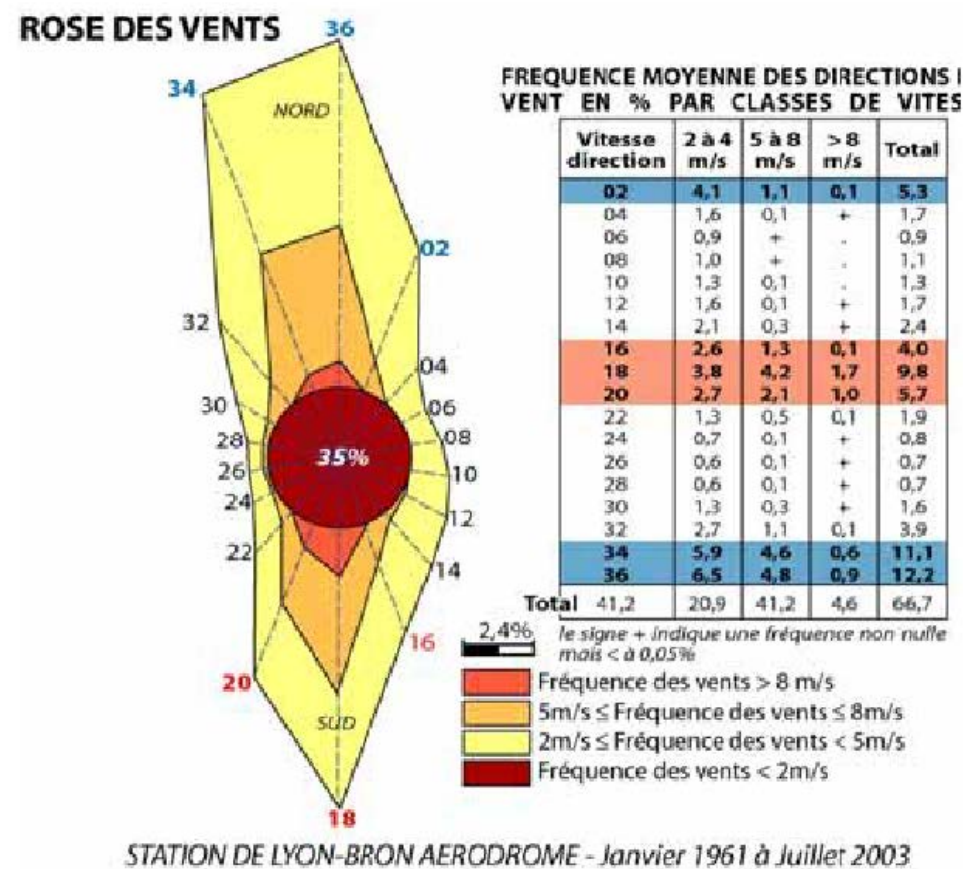 ROSE DES VENTS
36
34
NORD
02
32
04
30
06
28
08
35%
26
10
24
12
22
14
16
20
SUD
18
FREQUENCE MOYENNE DES DIRECTIONS
VENT EN % PAR CLASSES DE VITES
Vitesse direction | 2 à 4 m/s | 5 à 8 m/s | >8 m/s | Total
02 4,1 1,1 0,1 5,3
04 1,6 0,1 + 1,7
06 0,9 + . 0,9
08 1,0 + . 1,1
10 1,3 0,1 . 1,3
12 1,6 0,1 + 1,7
14 2,1 0,3 + 2,4
16 2,6 1,3 0,1 4,0
18 3,8 4,2 1,7 9,8
20 2,7 2,1 1,0 5,7
22 1,3 0,5 0,1 1,9
24 0,7 0,1 + 0,8
26 0,6 0,1 + 0,7
28 0,6 0,1 + 0,7
30 1,3 0,3 + 1,6
32 2,7 1,1 0,1 3,9
34 5,9 4,6 0,6 11,1
36 6,5 4,8 0,9 12,2
Total 41,2 20,9 41,2 4,6 66,7
2,4%
le signe + indique une fréquence non nulle
mais < à 0,05%
Fréquence des vents > 8 m/s
5m/s ≤ Fréquence des vents ≤ 8m/s
2m/s ≤ Fréquence des vents < 5m/s
Fréquence des vents < 2m/s
STATION DE LYON-BRON AERODROME - Janvier 1961 à Juillet 2003